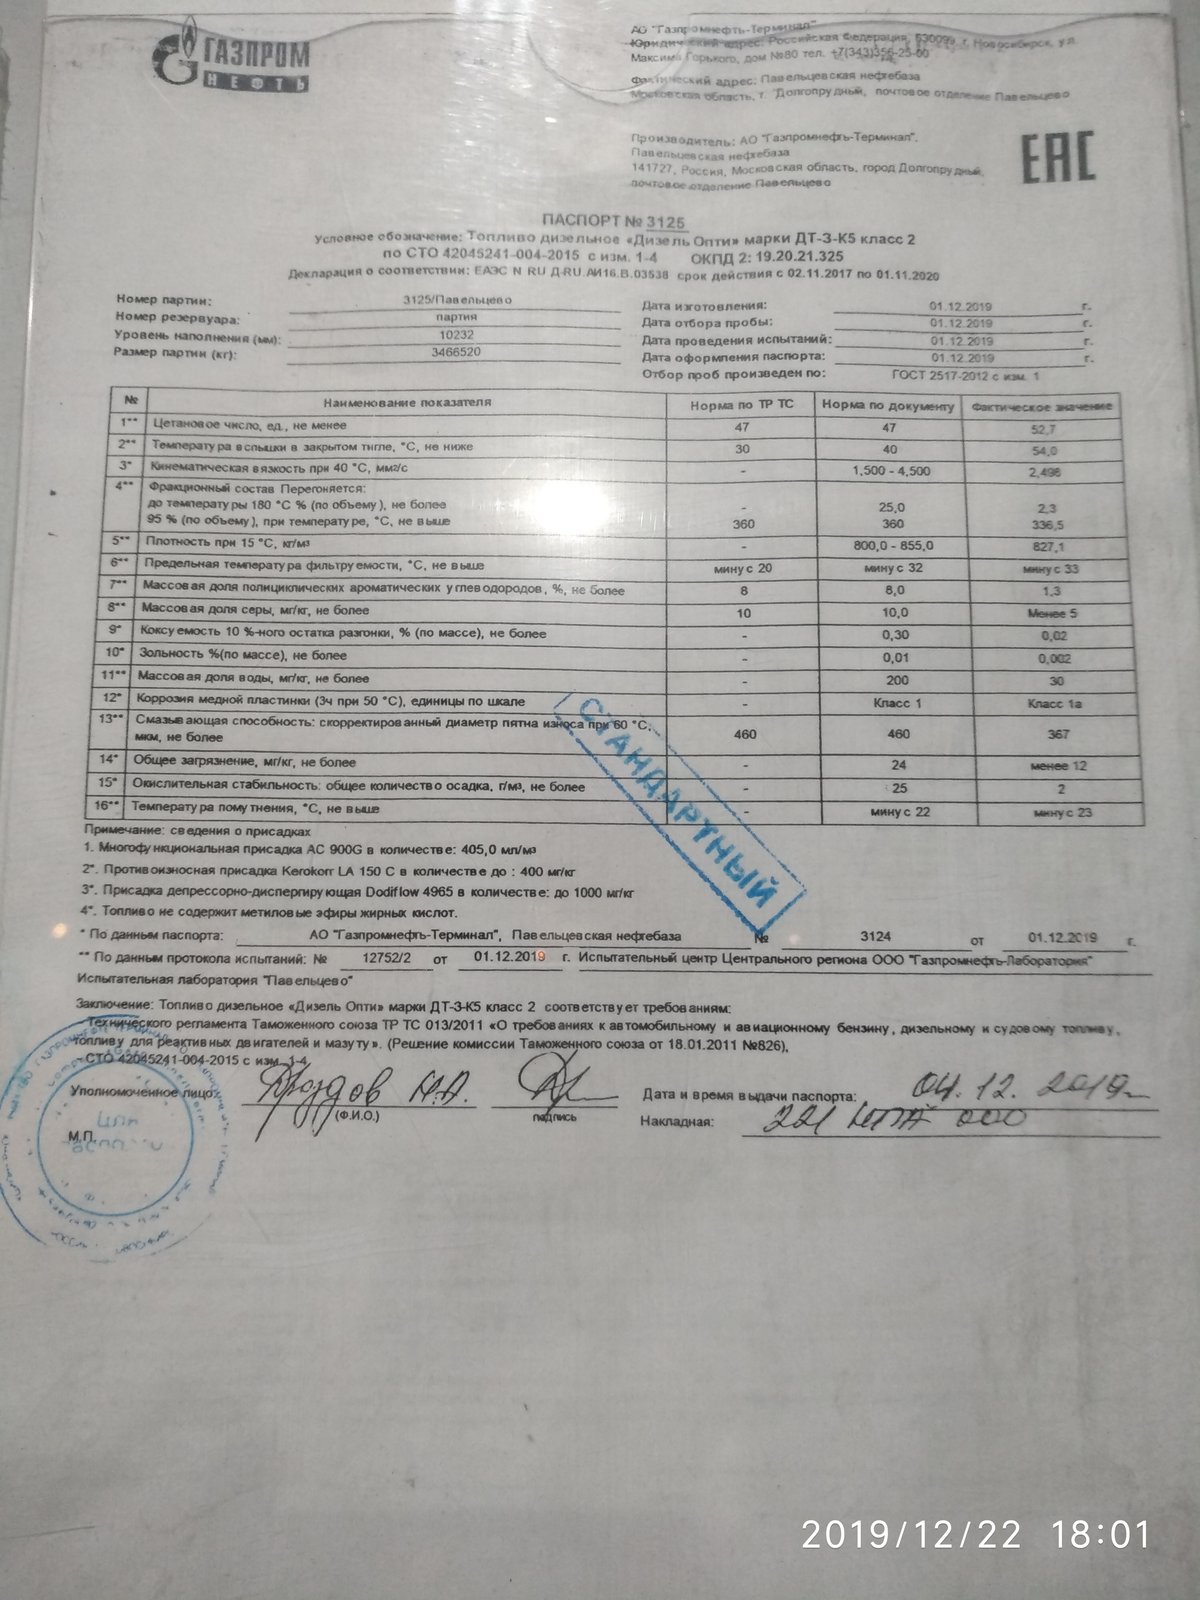 ГАЗПРОМ
НЕФТЬ
АО "Газпромнефть-Терминал"
Юридический адрес: Российская Федерация, 630099, г. Новосибирск, ул.
Максима Горького, дом №80 тел. +7(343)356-25-60
Фактический адрес: Павельцевская нефтебаза
Московская область, г. Долгопрудный, почтовое отделение Павельцево
Производитель: АО "Газпромнефть-Терминал".
Павельцевская нефтебаза
141727, Россия, Московская область, город Долгопрудный,
почтовое отделение Павельцево
ЕАС
ПАСПОРТ № 3125
Условное обозначение: Топливо дизельное «Дизель Опти» марки ДТ-З-К5 класс 2
по СТО 42045241-004-2015 с изм. 1-4 ОКПД 2: 19.20.21.325
Декларация о соответствии: ЕАЭС N RU Д-RU.АИ16.В.03538 срок действия с 02.11.2017 по 01.11.2020
Номер партии: 3125/Павельцево
Номер резервуара: партия
Уровень наполнения (мм): 10232
Размер партии (кг): 3466520
Дата изготовления: 01.12.2019 г.
Дата отбора пробы: 01.12.2019 г.
Дата проведения испытаний: 01.12.2019 г.
Дата оформления паспорта: 01.12.2019 г.
Отбор проб произведен по: ГОСТ 2517-2012 с изм. 1
№ Наименование показателя Норма по ТР ТС Норма по документу Фактическое значение
1** Цетановое число, ед., не менее 47 47 52,7
2** Температура вспышки в закрытом тигле, °С, не ниже 30 40 54,0
3* Кинематическая вязкость при 40 °С, мм2/с - 1,500 - 4,500 2,498
4** Фракционный состав Перегоняется:
до температуры 180 °С % (по объему), не более - 25,0 2,3
95 % (по объему), при температуре, °С, не выше 360 360 336,5
5** Плотность при 15 °С, кг/м3 - 800,0 - 855,0 827,1
6** Предельная температура фильтруемости, °С, не выше минус 20 минус 32 минус 33
7** Массовая доля полициклических ароматических углеводородов, %, не более 8 8,0 1,3
8** Массовая доля серы, мг/кг, не более 10 10,0 Менее 5
9* Коксуемость 10 %-ного остатка разгонки, % (по массе), не более - 0,30 0,02
10* Зольность %(по массе), не более - 0,01 0,002
11** Массовая доля воды, мг/кг, не более - 200 30
12* Коррозия медной пластинки (3ч при 50 °С), единицы по шкале - Класс 1 Класс 1а
13** Смазывающая способность: скорректированный диаметр пятна износа при 60 °С,
мкм, не более 460 460 367
14* Общее загрязнение, мг/кг, не более - 24 менее 12
15* Окислительная стабильность: общее количество осадка, г/м3, не более - 25 2
16** Температура помутнения, °С, не выше - минус 22 минус 23
СТАНДАРТНЫЙ
Примечание: сведения о присадках
1. Многофункциональная присадка АС 900G в количестве: 405,0 мл/м3
2*. Противоизносная присадка Kerokorr LA 150 С в количестве до : 400 мг/кг
3*. Присадка депрессорно-диспергирующая Dodiflow 4965 в количестве: до 1000 мг/кг
4*. Топливо не содержит метиловые эфиры жирных кислот.
* По данным паспорта: АО "Газпромнефть-Терминал", Павельцевская нефтебаза № 3124 от 01.12.2019 г.
** По данным протокола испытаний: № 12752/2 от 01.12.2019 г. Испытательный центр Центрального региона ООО "Газпромнефть-Лаборатория"
Испытательная лаборатория "Павельцево"
Заключение: Топливо дизельное «Дизель Опти» марки ДТ-З-К5 класс 2 соответствует требованиям:
Технического регламента Таможенного союза ТР ТС 013/2011 «О требованиях к автомобильному и авиационному бензину, дизельному и судовому топливу,
топливу для реактивных двигателей и мазуту». (Решение комиссии Таможенного союза от 18.01.2011 №826),
- СТО 42045241-004-2015 с изм. 1-4
Уполномоченное лицо: Дроздов Н.А.
(Ф.И.О.) подпись
Дата и время выдачи паспорта: 04.12.2019г
Накладная: 221
М.П.
2019/12/22 18:01